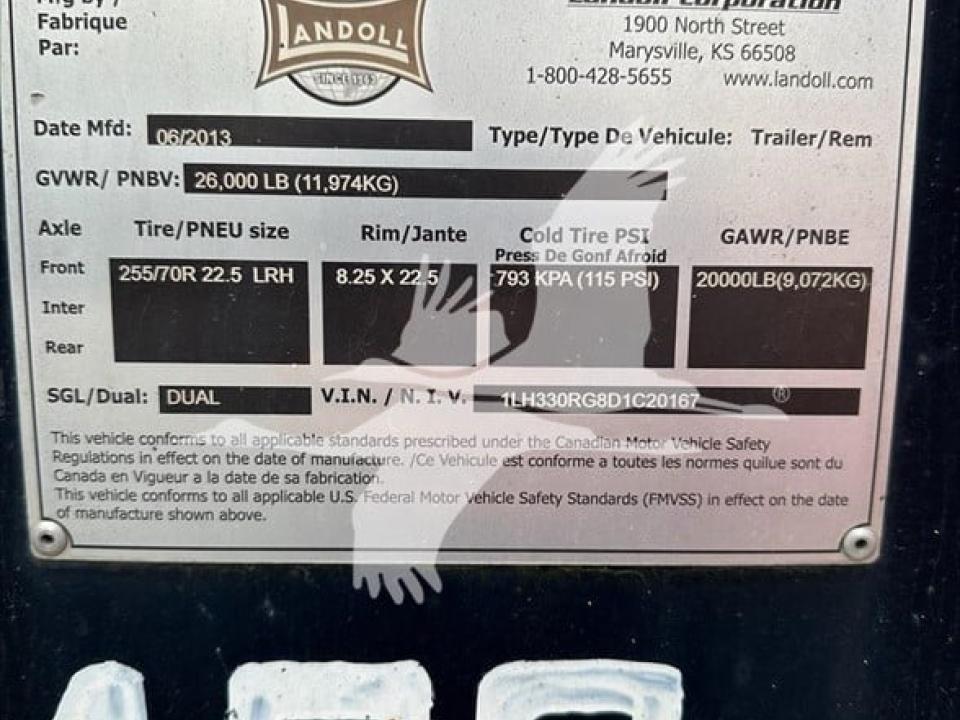 Mfg by /
Fabrique
Par:
LANDOLL
SINCE 1963
Landoll Corporation
1900 North Street
Marysville, KS 66508
1-800-428-5655 www.landoll.com
Date Mfd: 06/2013 Type/Type De Vehicule: Trailer/Rem
GVWR/ PNBV: 26,000 LB (11,974KG)
Axle Tire/PNEU size Rim/Jante Cold Tire PSI GAWR/PNBE
Press De Gonf Afroid
Front 255/70R 22.5 LRH 8.25 X 22.5 793 KPA (115 PSI) 20000LB(9,072KG)
Inter
Rear
SGL/Dual: DUAL V.I.N. / N. I. V. 1LH330RG8D1C20167
®
This vehicle conforms to all applicable standards prescribed under the Canadian Motor Vehicle Safety
Regulations in effect on the date of manufacture. /Ce Vehicule est conforme a toutes les normes quilue sont du
Canada en Vigueur a la date de sa fabrication.
This vehicle conforms to all applicable U.S. Federal Motor Vehicle Safety Standards (FMVSS) in effect on the date
of manufacture shown above.